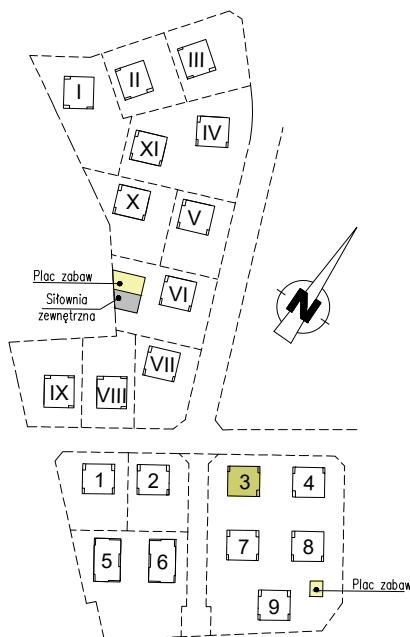 III
II
I
IV
XI
X
V
Plac zabaw
Siłownia
zewnętrzna
VI
VII
IX
VIII
N
1
2
3
4
5
6
7
8
Plac zabaw
9